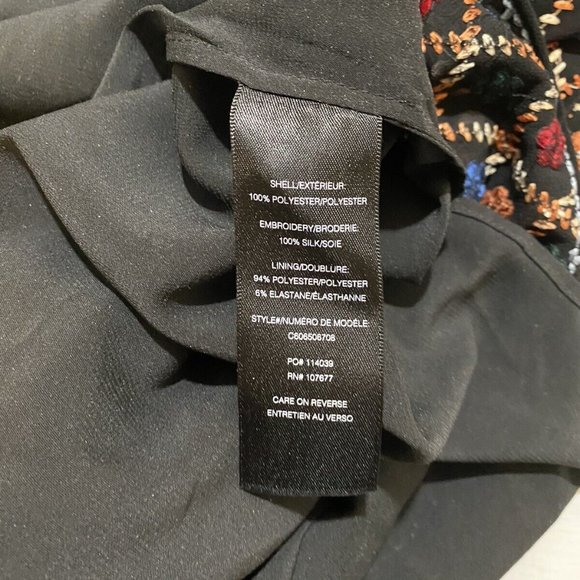 SHELL/EXTÉRIEUR:
100% POLYESTER/POLYESTER
EMBROIDERY/BRODERIE:
100% SILK/SOIE
LINING/DOUBLURE:
94% POLYESTER/POLYESTER
6% ELASTANE/ÉLASTHANNE
STYLE#/NUMÉRO DE MODÈLE:
C606506708
PO# 114039
RN# 107677
CARE ON REVERSE
ENTRETIEN AU VERSO